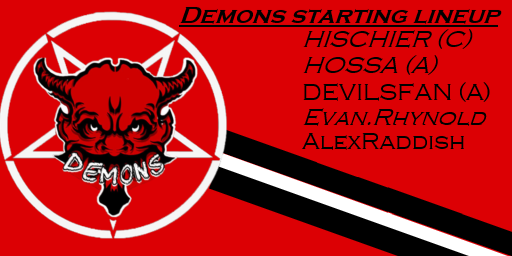 DEMONS STARTING LINEUP
HISCHIER (C)
HOSSA (A)
DEVILSFAN (A)
EVAN.RHYNOLD
ALEXRADDISH
DEMONS